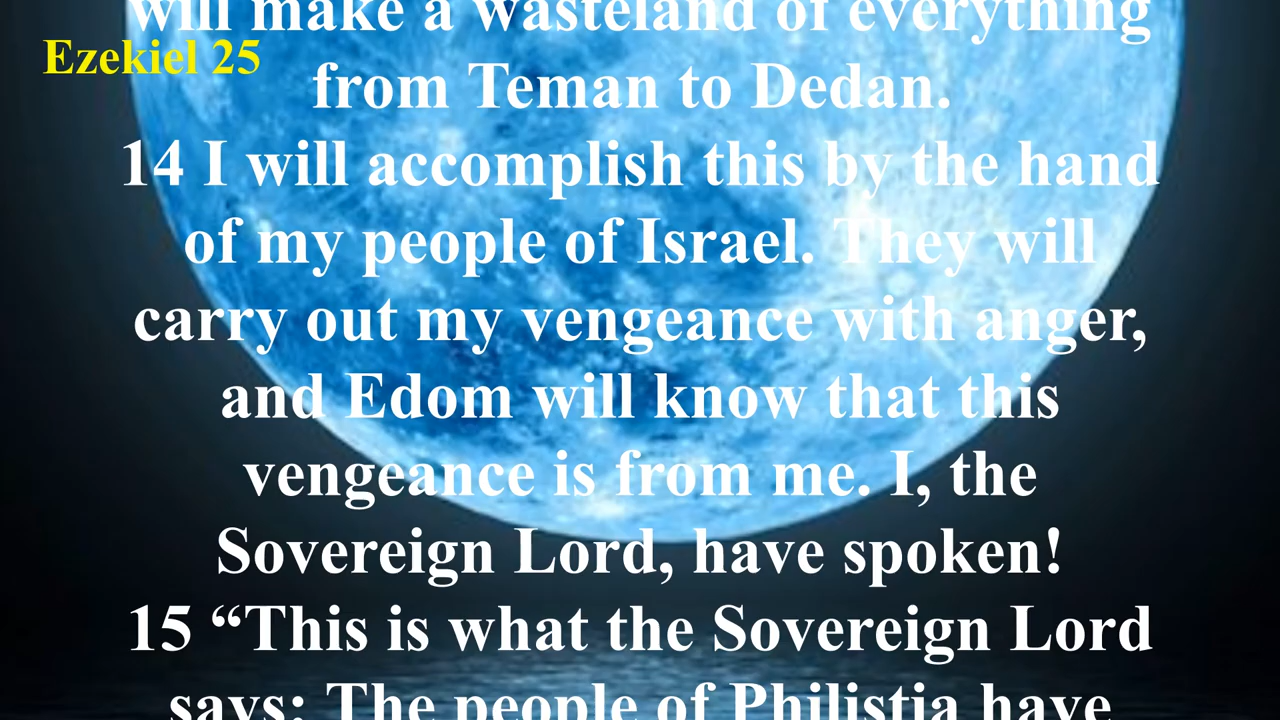 will make a wasteland of everything
Ezekiel 25
from Teman to Dedan.
14 I will accomplish this by the hand
of my people of Israel. They will
carry out my vengeance with anger,
and Edom will know that this
vengeance is from me. I, the
Sovereign Lord, have spoken!
15 “This is what the Sovereign Lord
says: The people of Philistia have